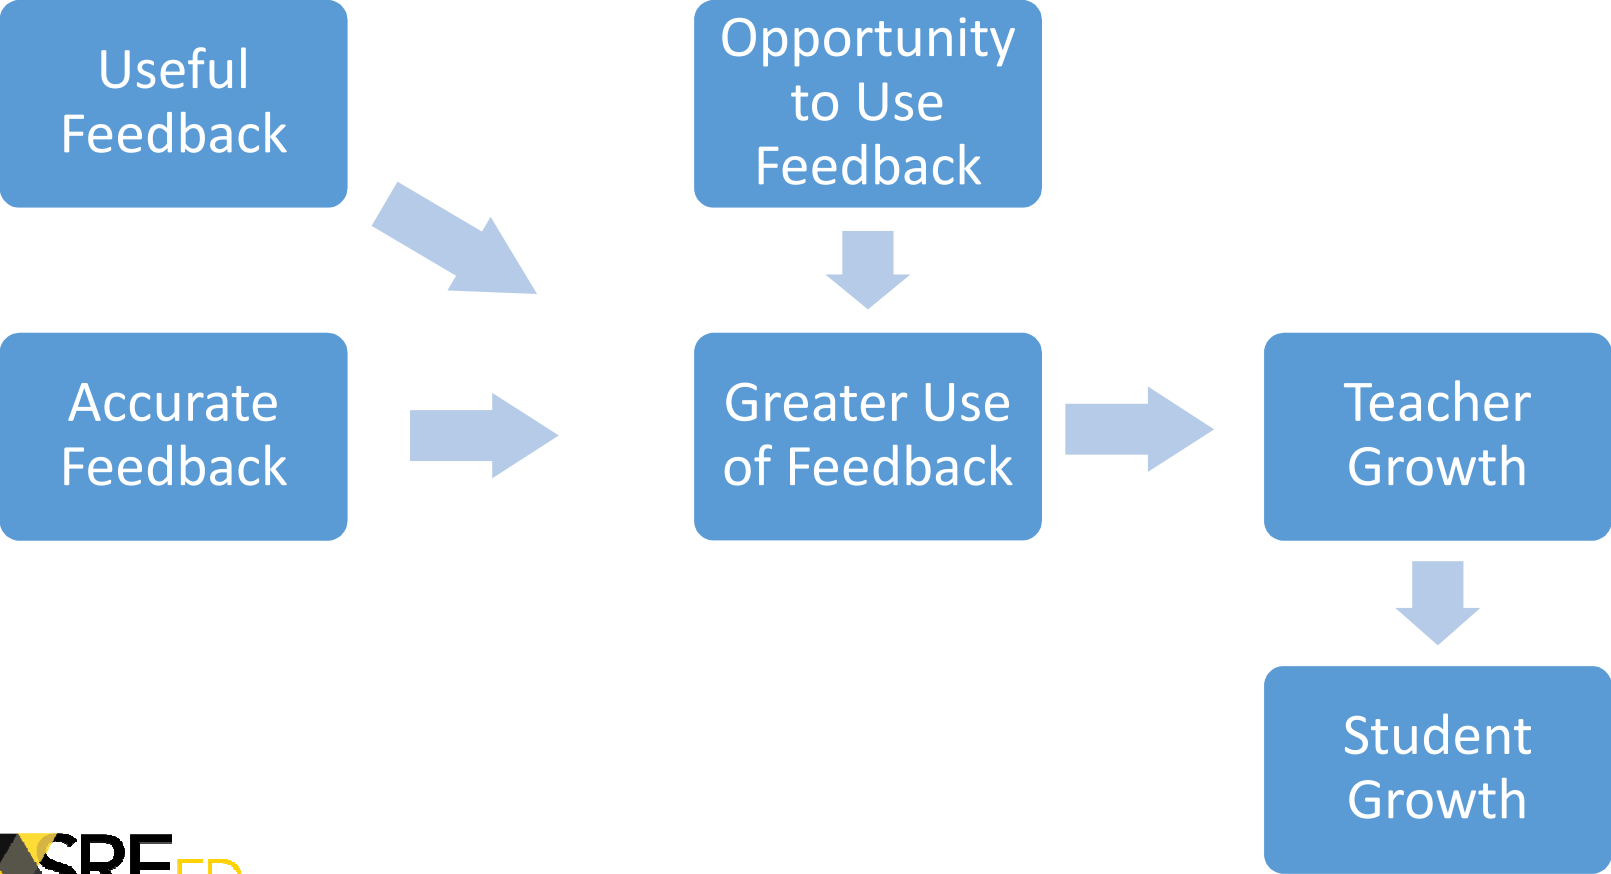 Useful
Feedback
Opportunity
to Use
Feedback
Accurate
Feedback
Greater Use
of Feedback
Teacher
Growth
Student
Growth